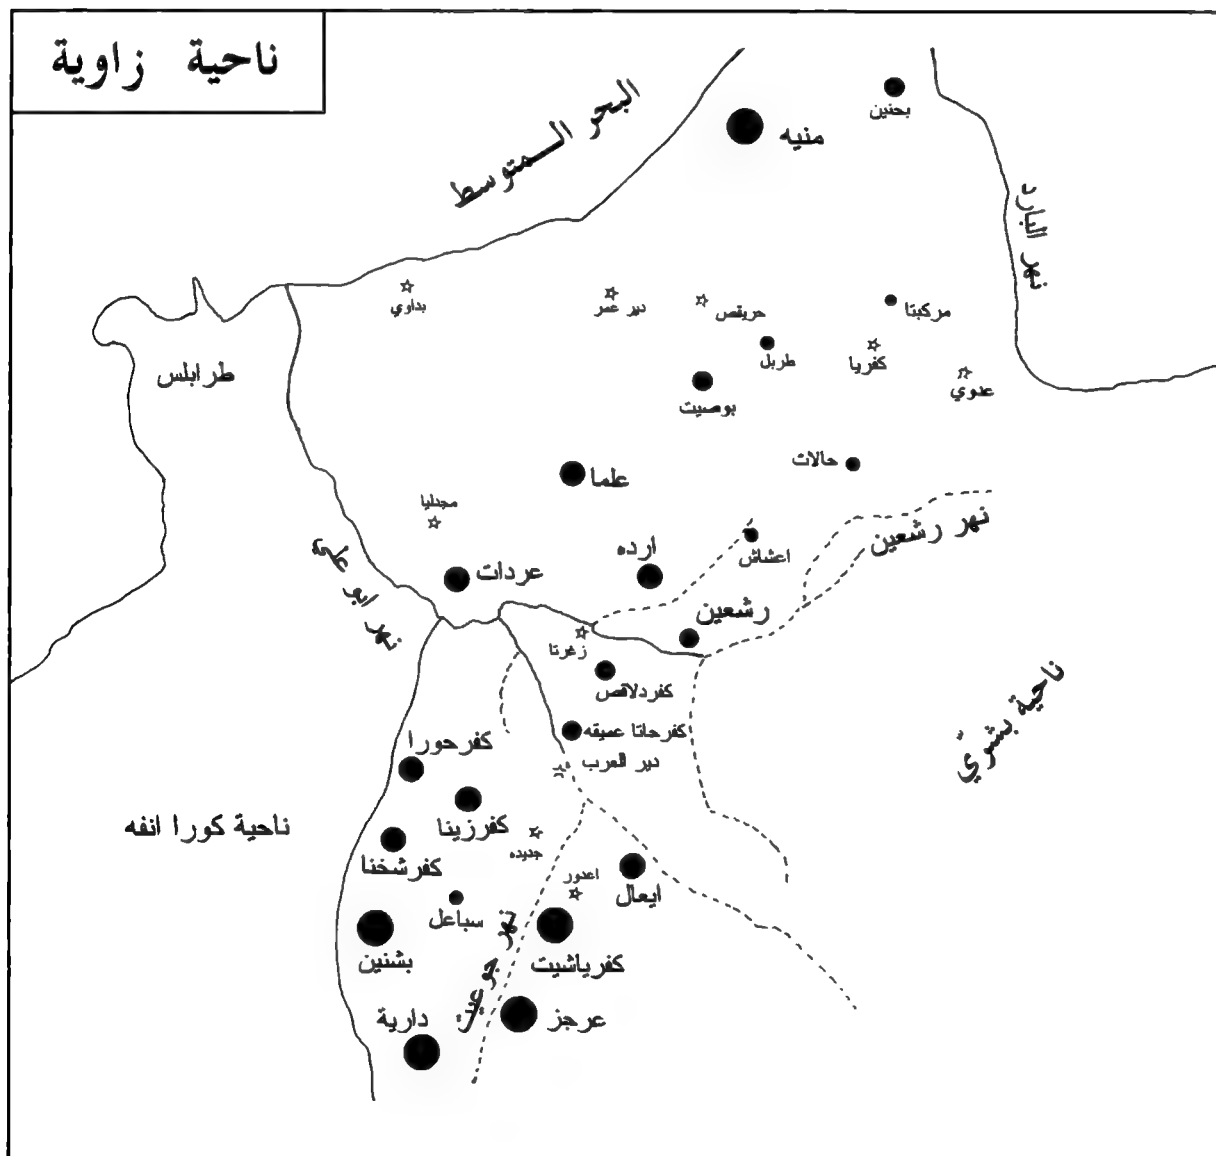 ناحية زاوية
البحر المتوسط
بحنين
منيه
نهر البارد
بداوي
دير عمر
حريقص
مركبتا
طربل
كفريا
عدوي
طرابلس
بوصيت
علما
حالات
مجدليا
نهر رشعين
اعشاش
ارده
عردات
نهر ابو علي
رشعين
زغرتا
كفردلاقص
ناحية بشري
كفرحاتا عميقه
دير العرب
كفرحورا
كفرزينا
ناحية كورا انفه
جديده
كفرشخنا
اعدور
ايعال
سباعل
نهر جوعيت
بشنين
كفرياشيت
دارية
عرجز